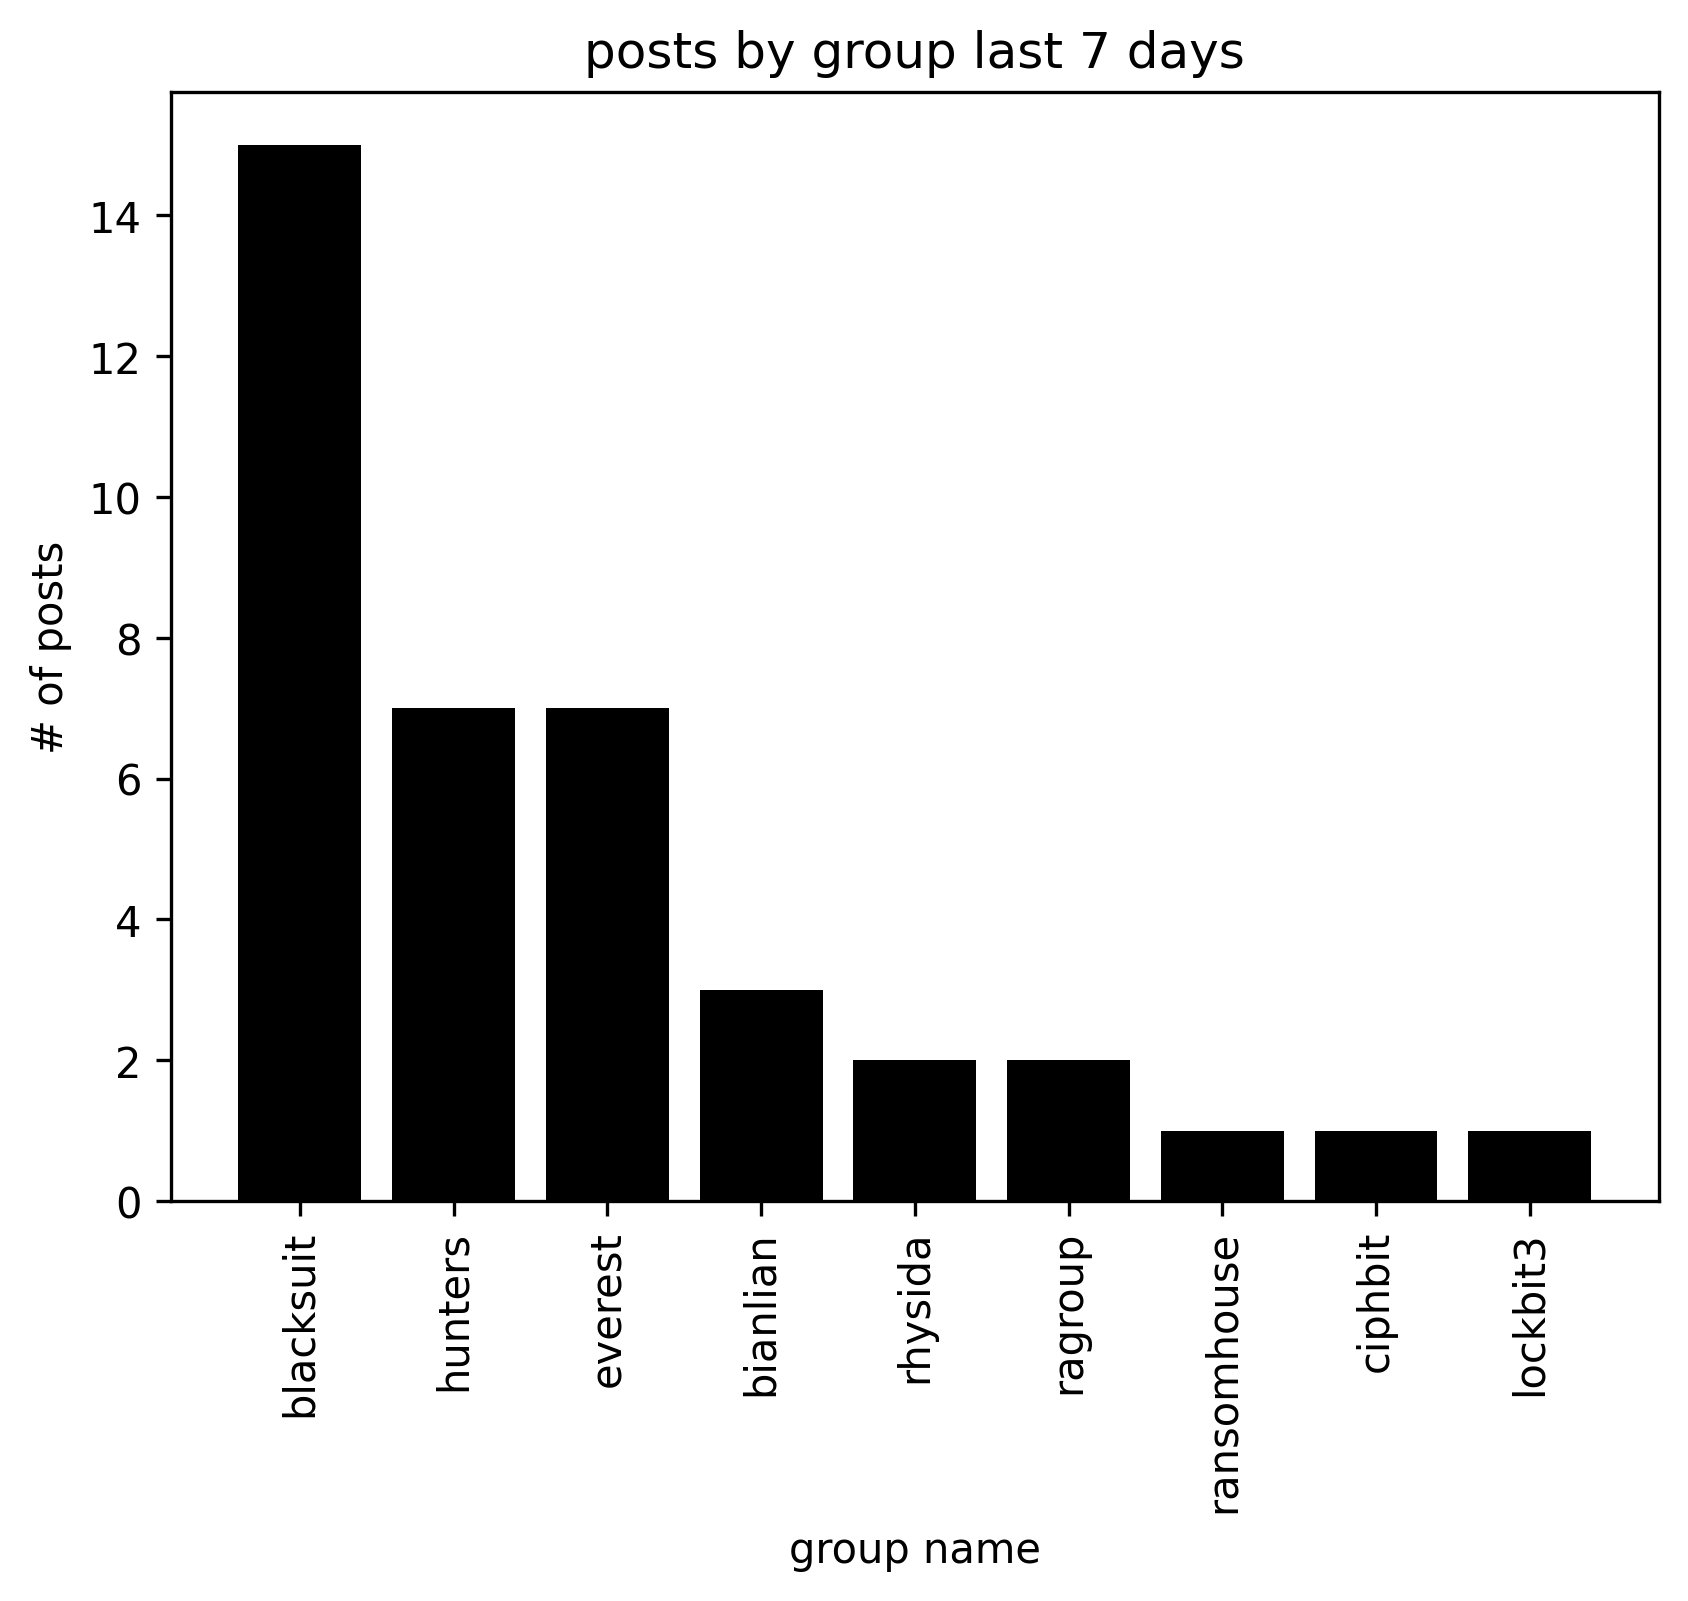 posts by group last 7 days
# of posts
14
12
10
8
6
4
2
0
blacksuit
hunters
everest
bianlian
rhysida
ragroup
ransomhouse
ciphbit
lockbit3
group name